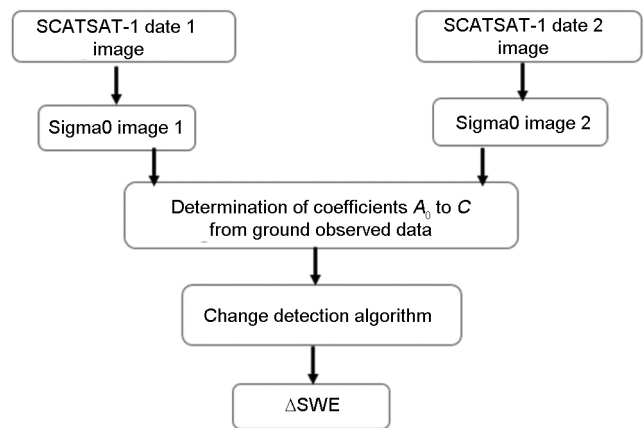 SCATSAT-1 date 1
image
SCATSAT-1 date 2
image
Sigma0 image 1
Sigma0 image 2
Determination of coefficients A₀ to C
from ground observed data
Change detection algorithm
ΔSWE